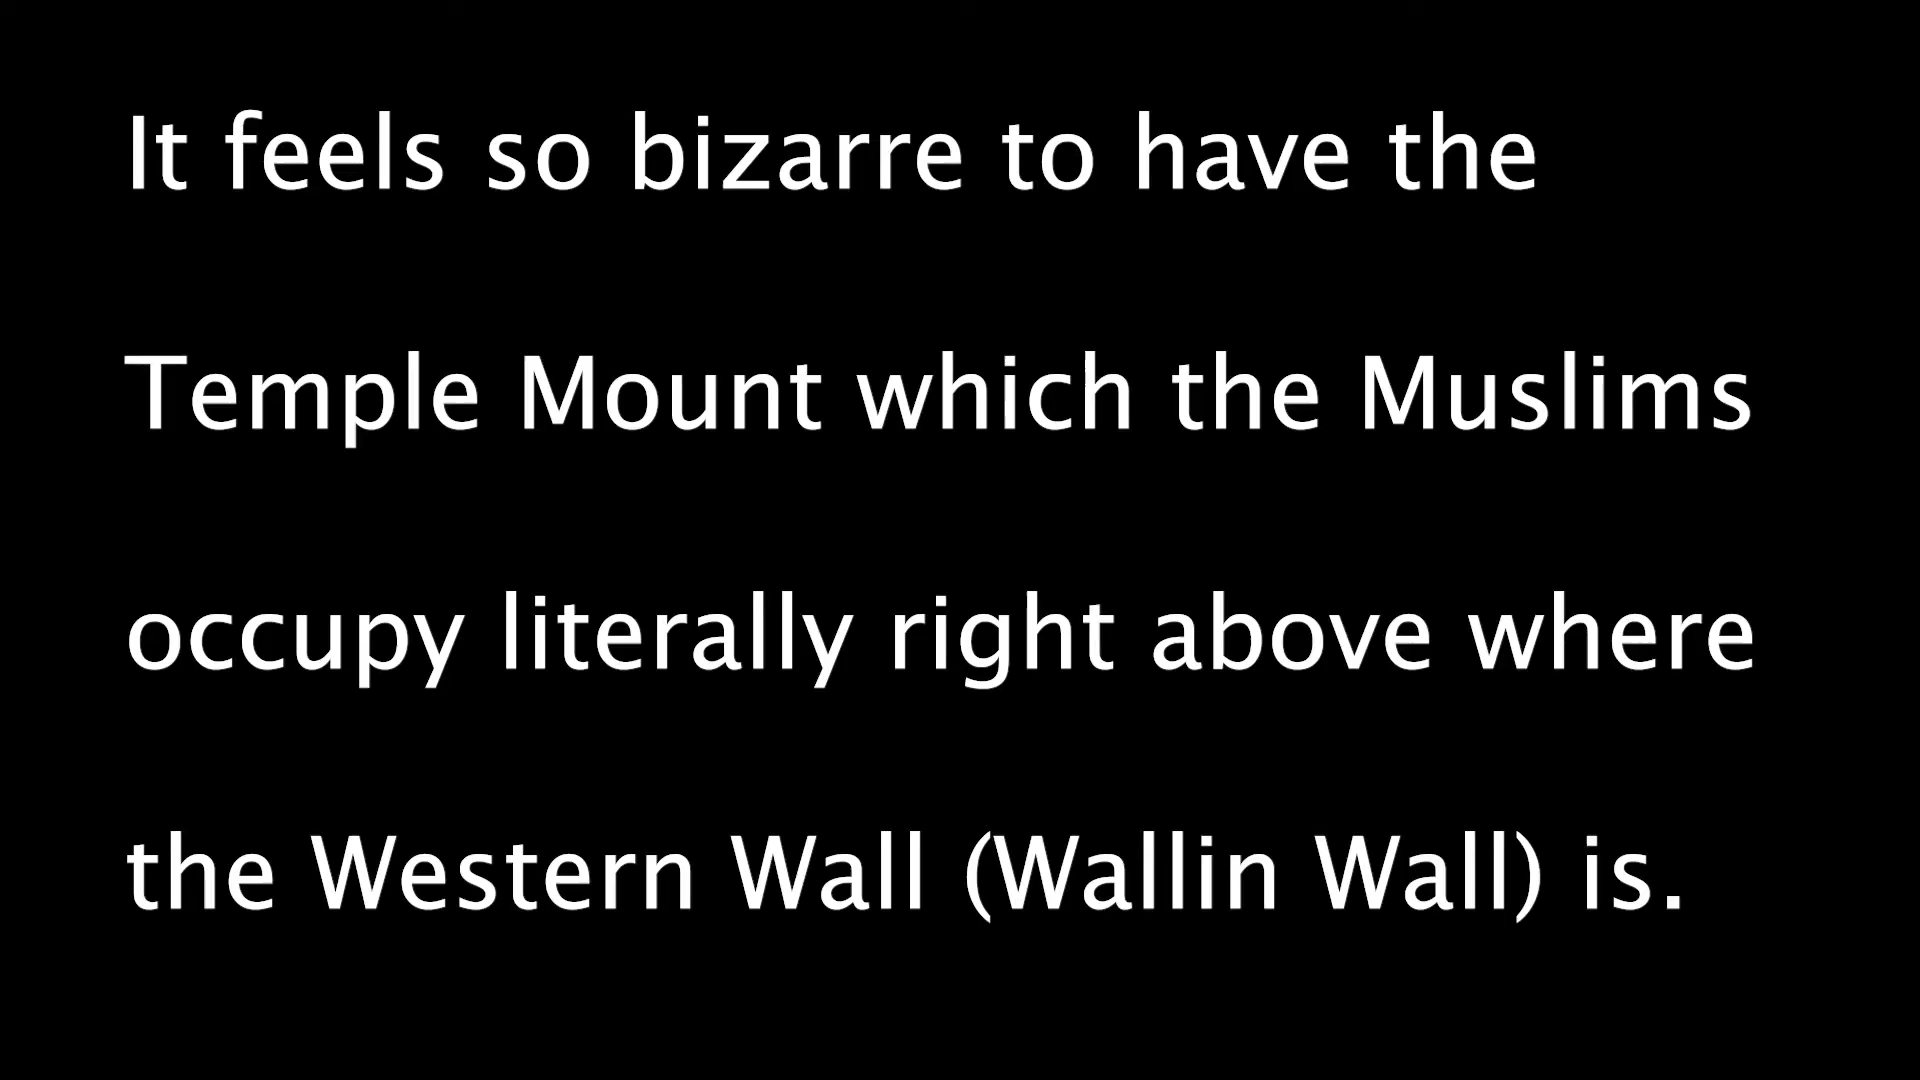 It feels so bizarre to have the
Temple Mount which the Muslims
occupy literally right above where
the Western Wall (Wallin Wall) is.